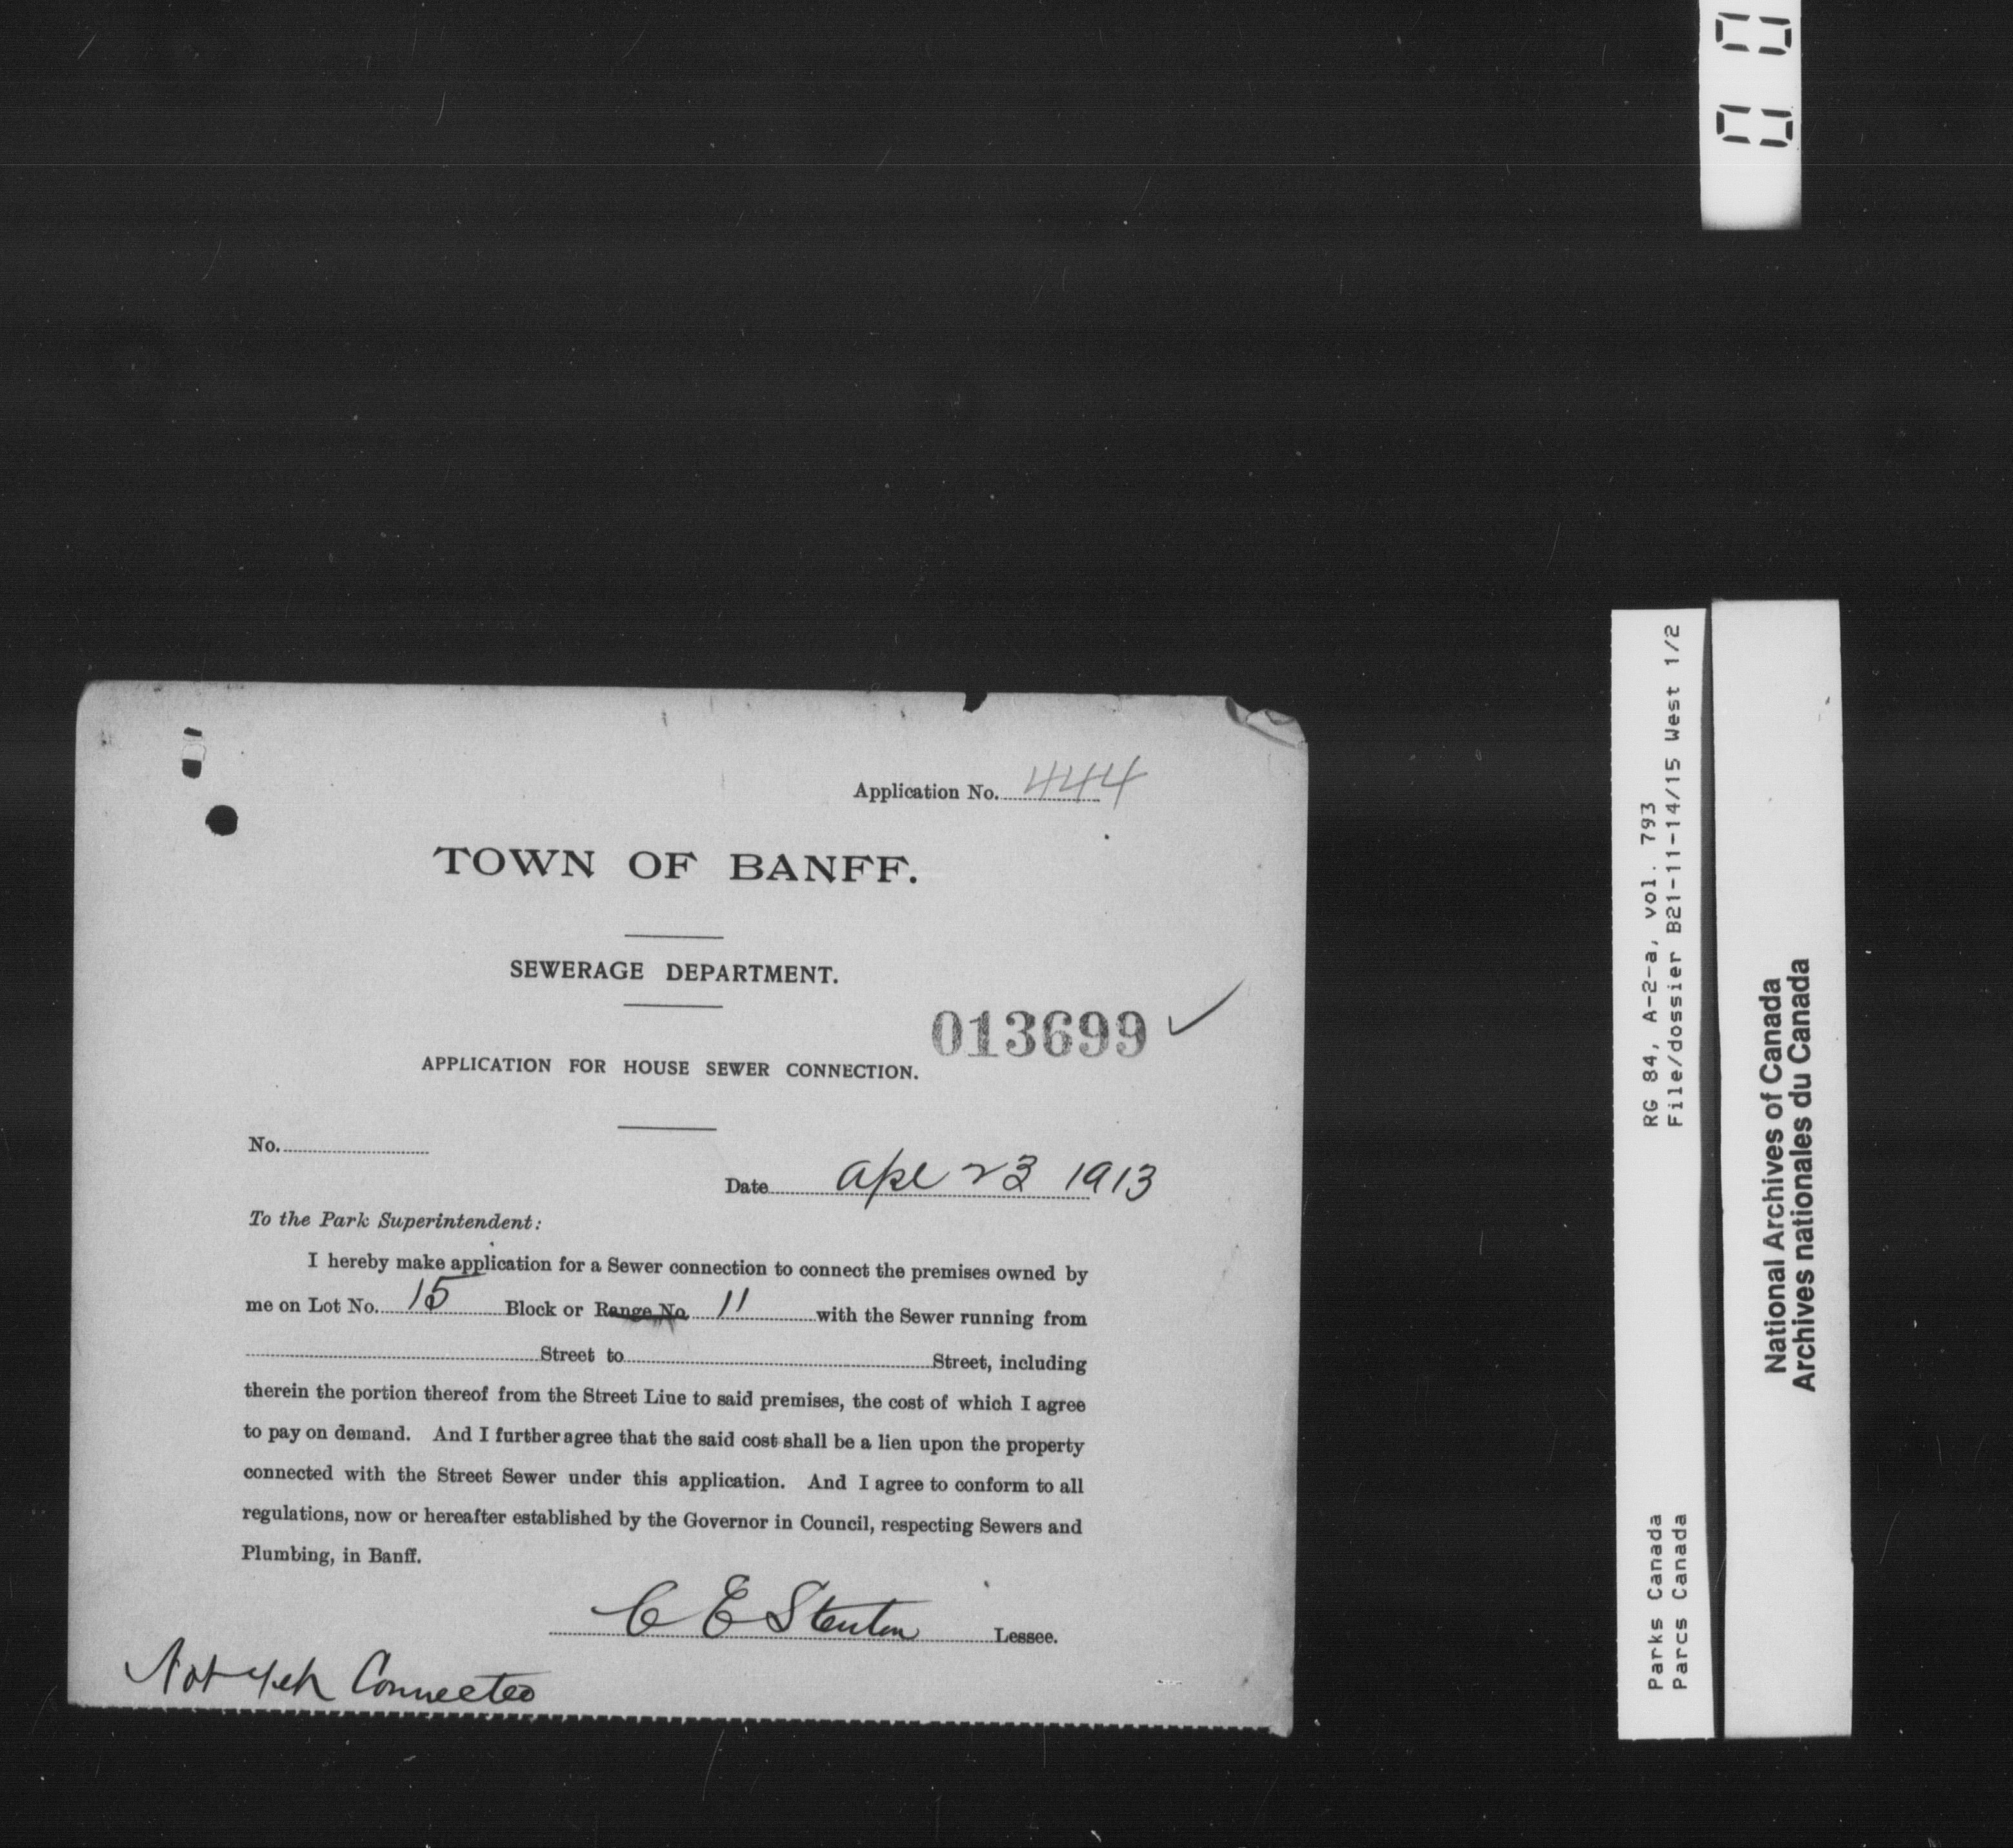 Application No. 444
TOWN OF BANFF.
SEWERAGE DEPARTMENT.
013699
APPLICATION FOR HOUSE SEWER CONNECTION.
No.
Date Apl 23 1913
To the Park Superintendent:
I hereby make application for a Sewer connection to connect the premises owned by
me on Lot No. 15 Block or Range No. 11 with the Sewer running from
Street to Street, including
therein the portion thereof from the Street Line to said premises, the cost of which I agree
to pay on demand. And I further agree that the said cost shall be a lien upon the property
connected with the Street Sewer under this application. And I agree to conform to all
regulations, now or hereafter established by the Governor in Council, respecting Sewers and
Plumbing, in Banff.
C E Stenton Lessee.
Not yet Connected
RG 84, A-2-a, vol. 793
File/dossier B21-11-14/15 West 1/2
Parks Canada
Parcs Canada
National Archives of Canada
Archives nationales du Canada
00